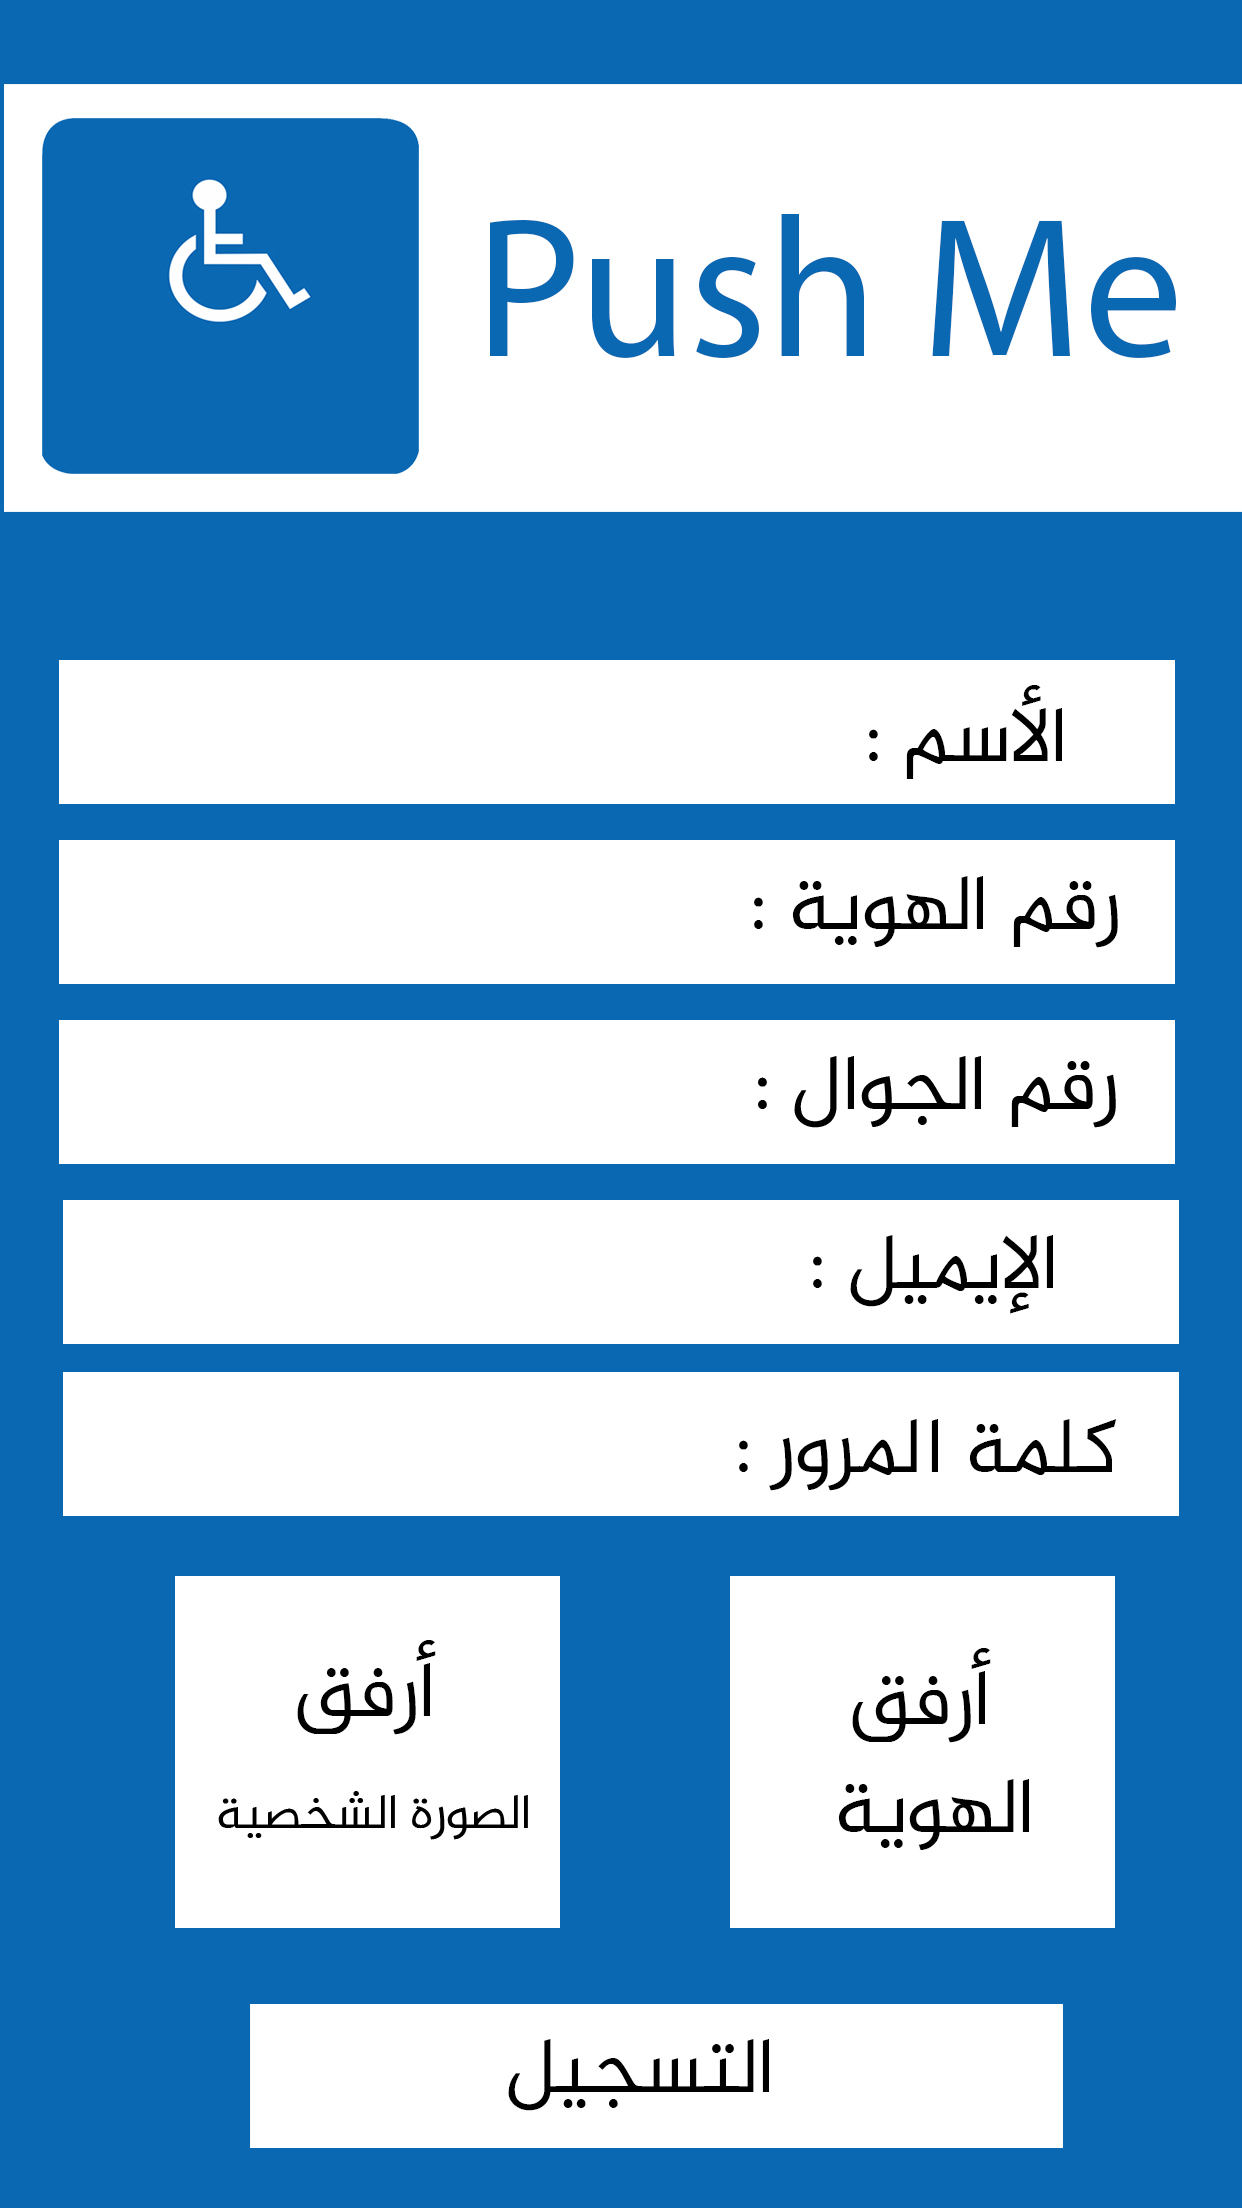 Push Me
الأسم :
رقم الهوية :
رقم الجوال :
الإيميل :
كلمة المرور :
أرفق
الهوية
أرفق
الصورة الشخصية
التسجيل